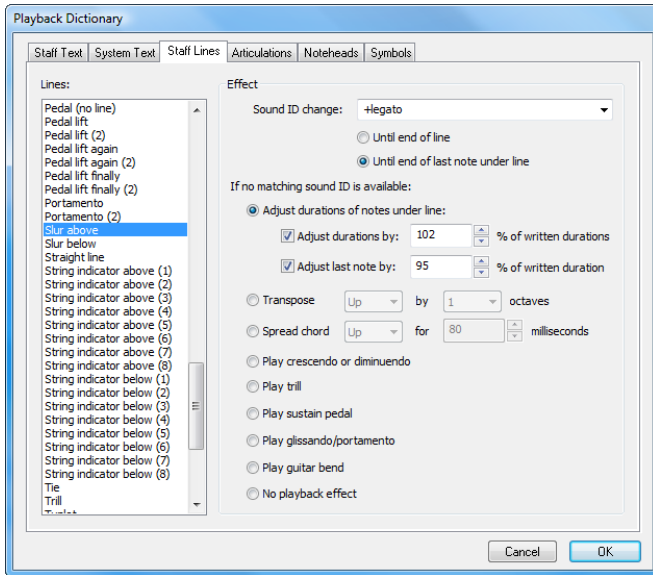 Playback Dictionary
Staff Text System Text Staff Lines Articulations Noteheads Symbols
Lines:
Pedal (no line)
Pedal lift
Pedal lift (2)
Pedal lift again
Pedal lift again (2)
Pedal lift finally
Pedal lift finally (2)
Portamento
Portamento (2)
Slur above
Slur below
Straight line
String indicator above (1)
String indicator above (2)
String indicator above (3)
String indicator above (4)
String indicator above (5)
String indicator above (6)
String indicator above (7)
String indicator above (8)
String indicator below (1)
String indicator below (2)
String indicator below (3)
String indicator below (4)
String indicator below (5)
String indicator below (6)
String indicator below (7)
String indicator below (8)
Tie
Trill
Effect
Sound ID change: +legato
Until end of line
Until end of last note under line
If no matching sound ID is available:
Adjust durations of notes under line:
Adjust durations by: 102 % of written durations
Adjust last note by: 95 % of written duration
Transpose Up by 1 octaves
Spread chord Up for 80 milliseconds
Play crescendo or diminuendo
Play trill
Play sustain pedal
Play glissando/portamento
Play guitar bend
No playback effect
Cancel OK